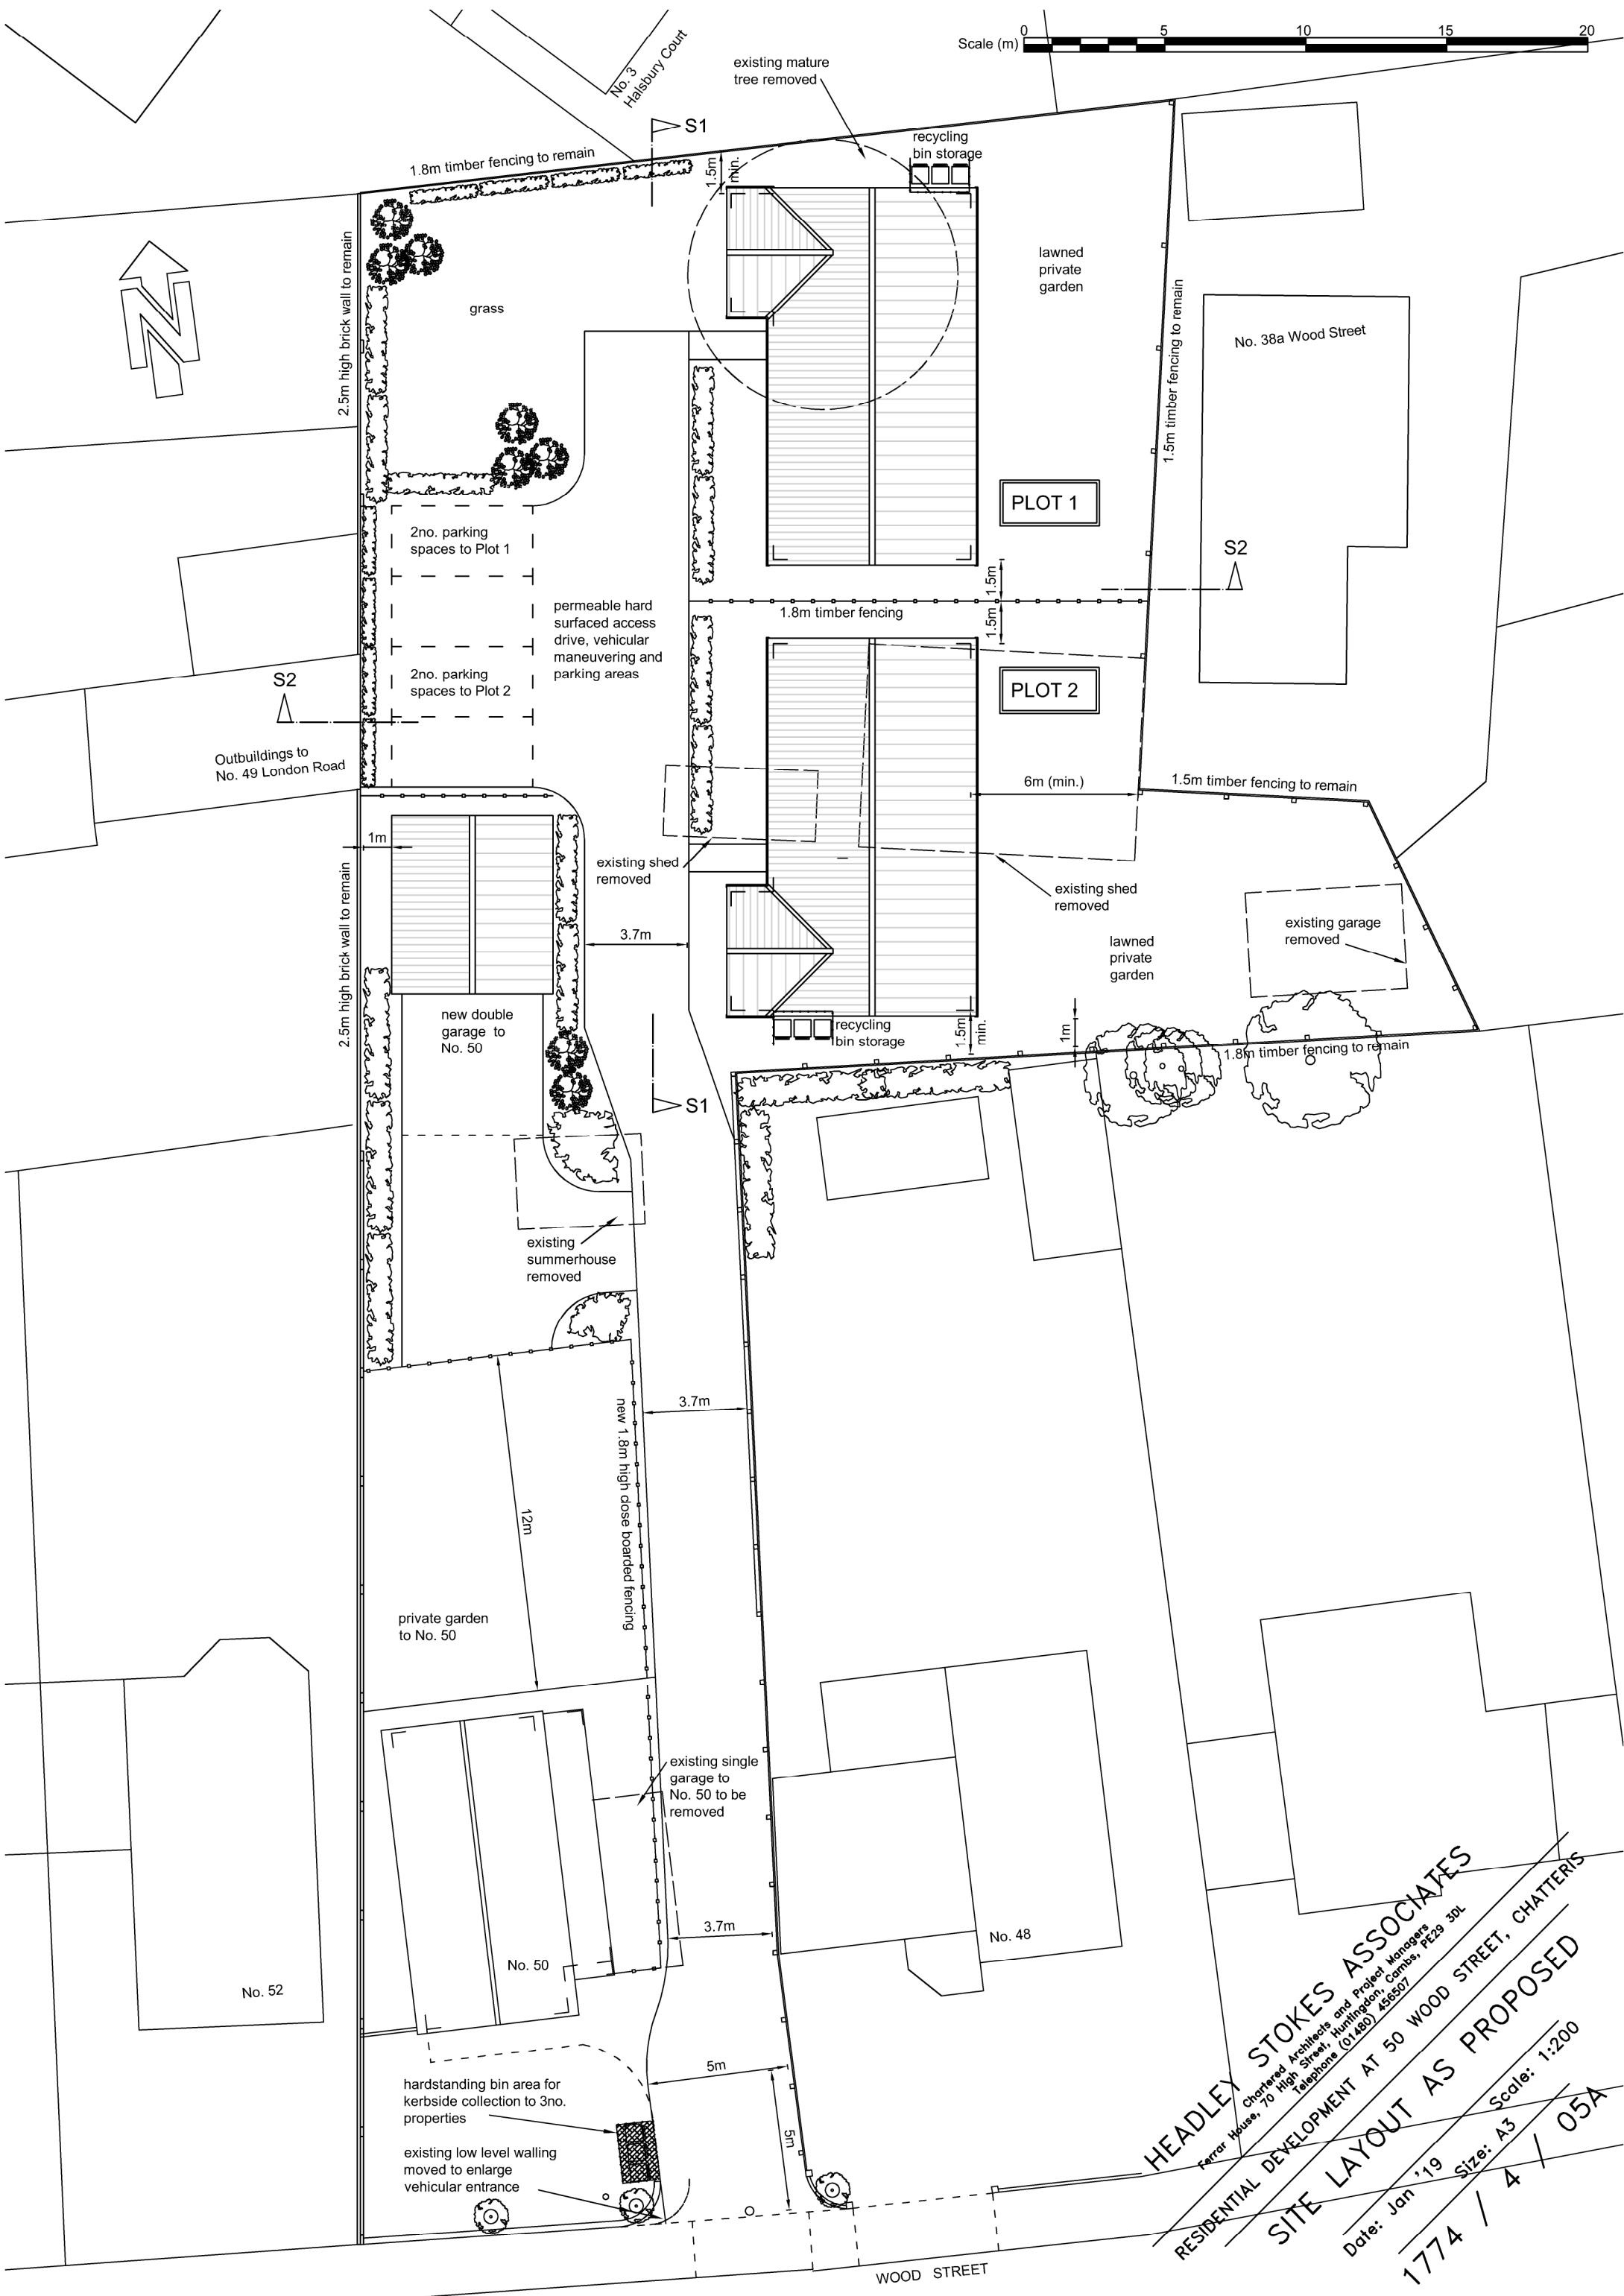 Scale (m)
0 5 10 15 20
No. 3
Halsbury Court
existing mature
tree removed
S1
recycling
bin storage
1.8m timber fencing to remain
1.5m
min.
2.5m high brick wall to remain
N
grass
lawned
private
garden
1.5m timber fencing to remain
No. 38a Wood Street
PLOT 1
2no. parking
spaces to Plot 1
S2
1.5m
permeable hard
surfaced access
drive, vehicular
maneuvering and
parking areas
1.8m timber fencing
1.5m
2no. parking
spaces to Plot 2
PLOT 2
S2
Outbuildings to
No. 49 London Road
6m (min.)
1.5m timber fencing to remain
1m
existing shed
removed
existing shed
removed
2.5m high brick wall to remain
3.7m
lawned
private
garden
existing garage
removed
new double
garage to
No. 50
recycling
bin storage
1.5m
min.
1m
1.8m timber fencing to remain
S1
existing
summerhouse
removed
3.7m
new 1.8m high close boarded fencing
12m
private garden
to No. 50
existing single
garage to
No. 50 to be
removed
3.7m
No. 48
No. 50
No. 52
5m
hardstanding bin area for
kerbside collection to 3no.
properties
5m
existing low level walling
moved to enlarge
vehicular entrance
WOOD STREET
HEADLEY STOKES ASSOCIATES
Chartered Architects and Project Managers
Ferrar House, 70 High Street, Huntingdon, Cambs, PE29 3DL
Telephone (01480) 456507
RESIDENTIAL DEVELOPMENT AT 50 WOOD STREET, CHATTERIS
SITE LAYOUT AS PROPOSED
Date: Jan '19 Scale: 1:200
Size: A3
1774 / 4 / 05A